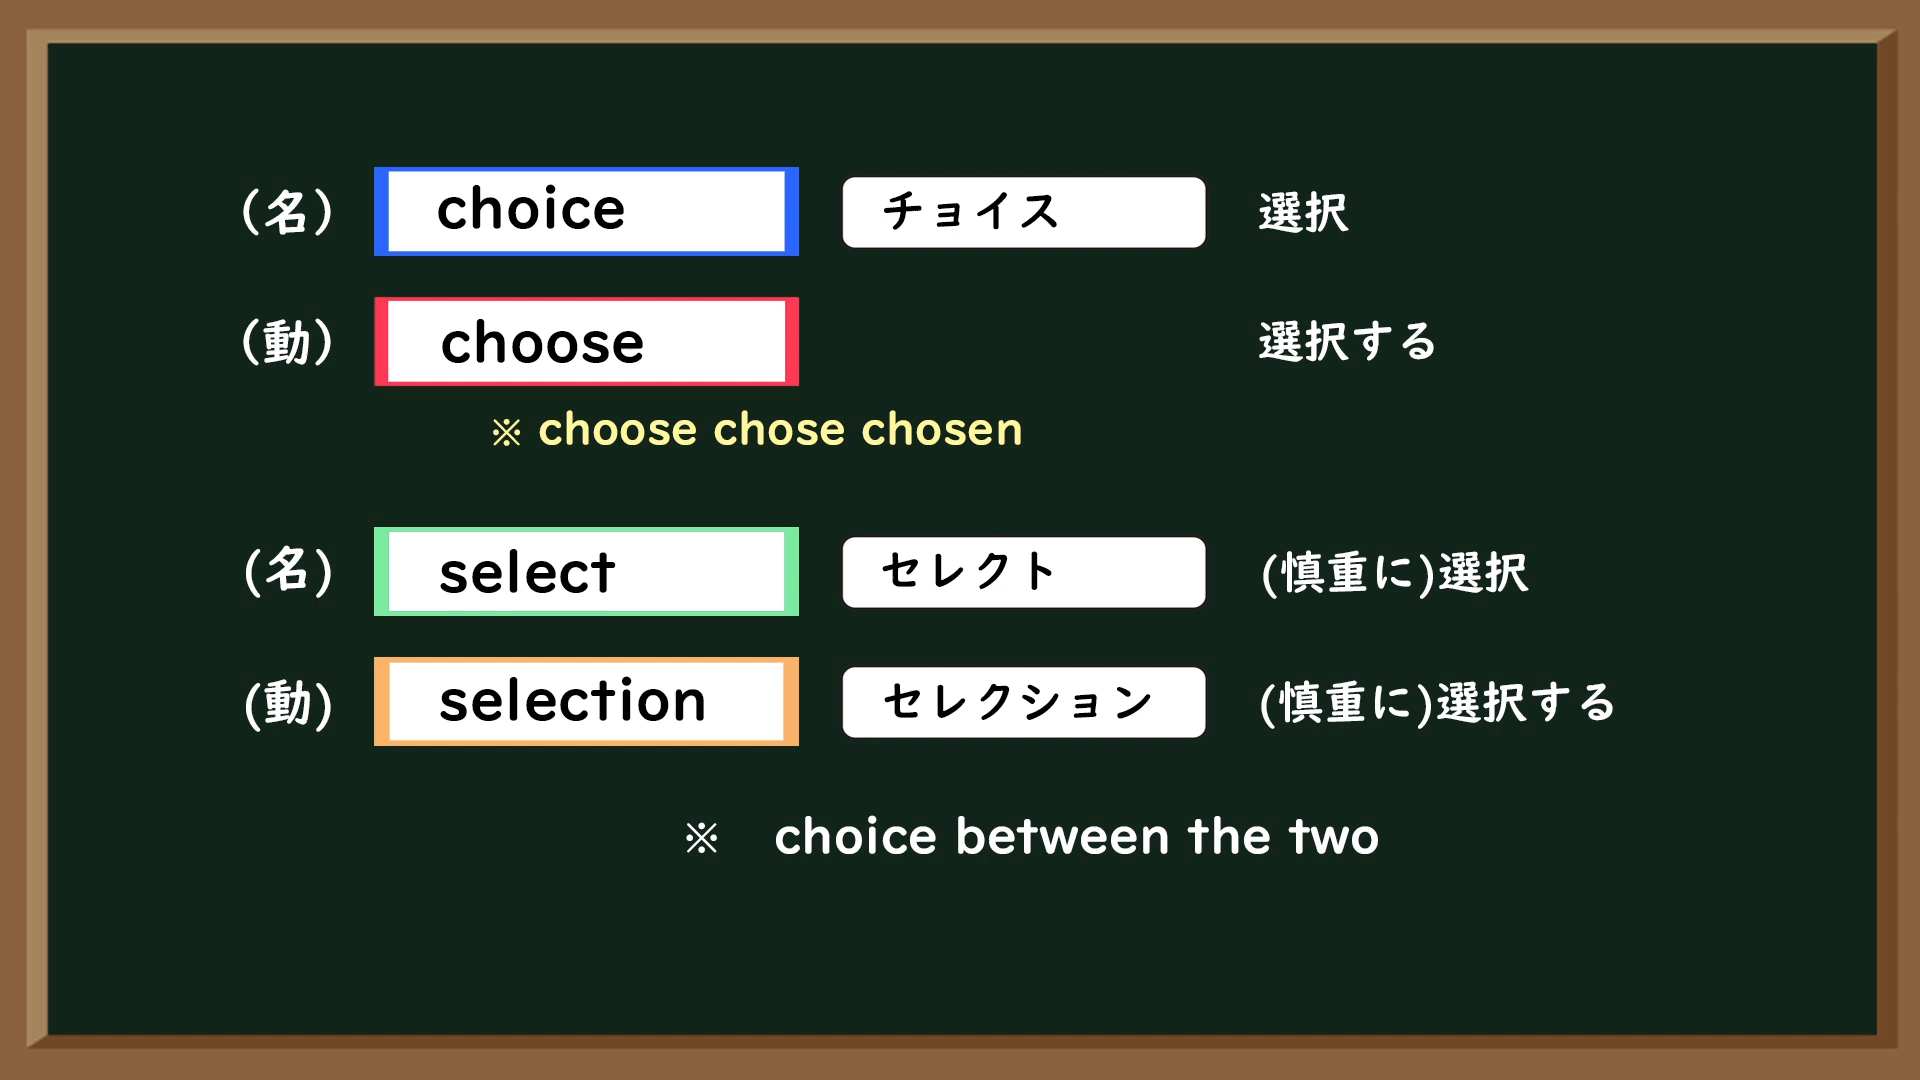 (名) choice チョイス 選択
(動) choose 選択する
※ choose chose chosen
(名) select セレクト (慎重に)選択
(動) selection セレクション (慎重に)選択する
※ choice between the two